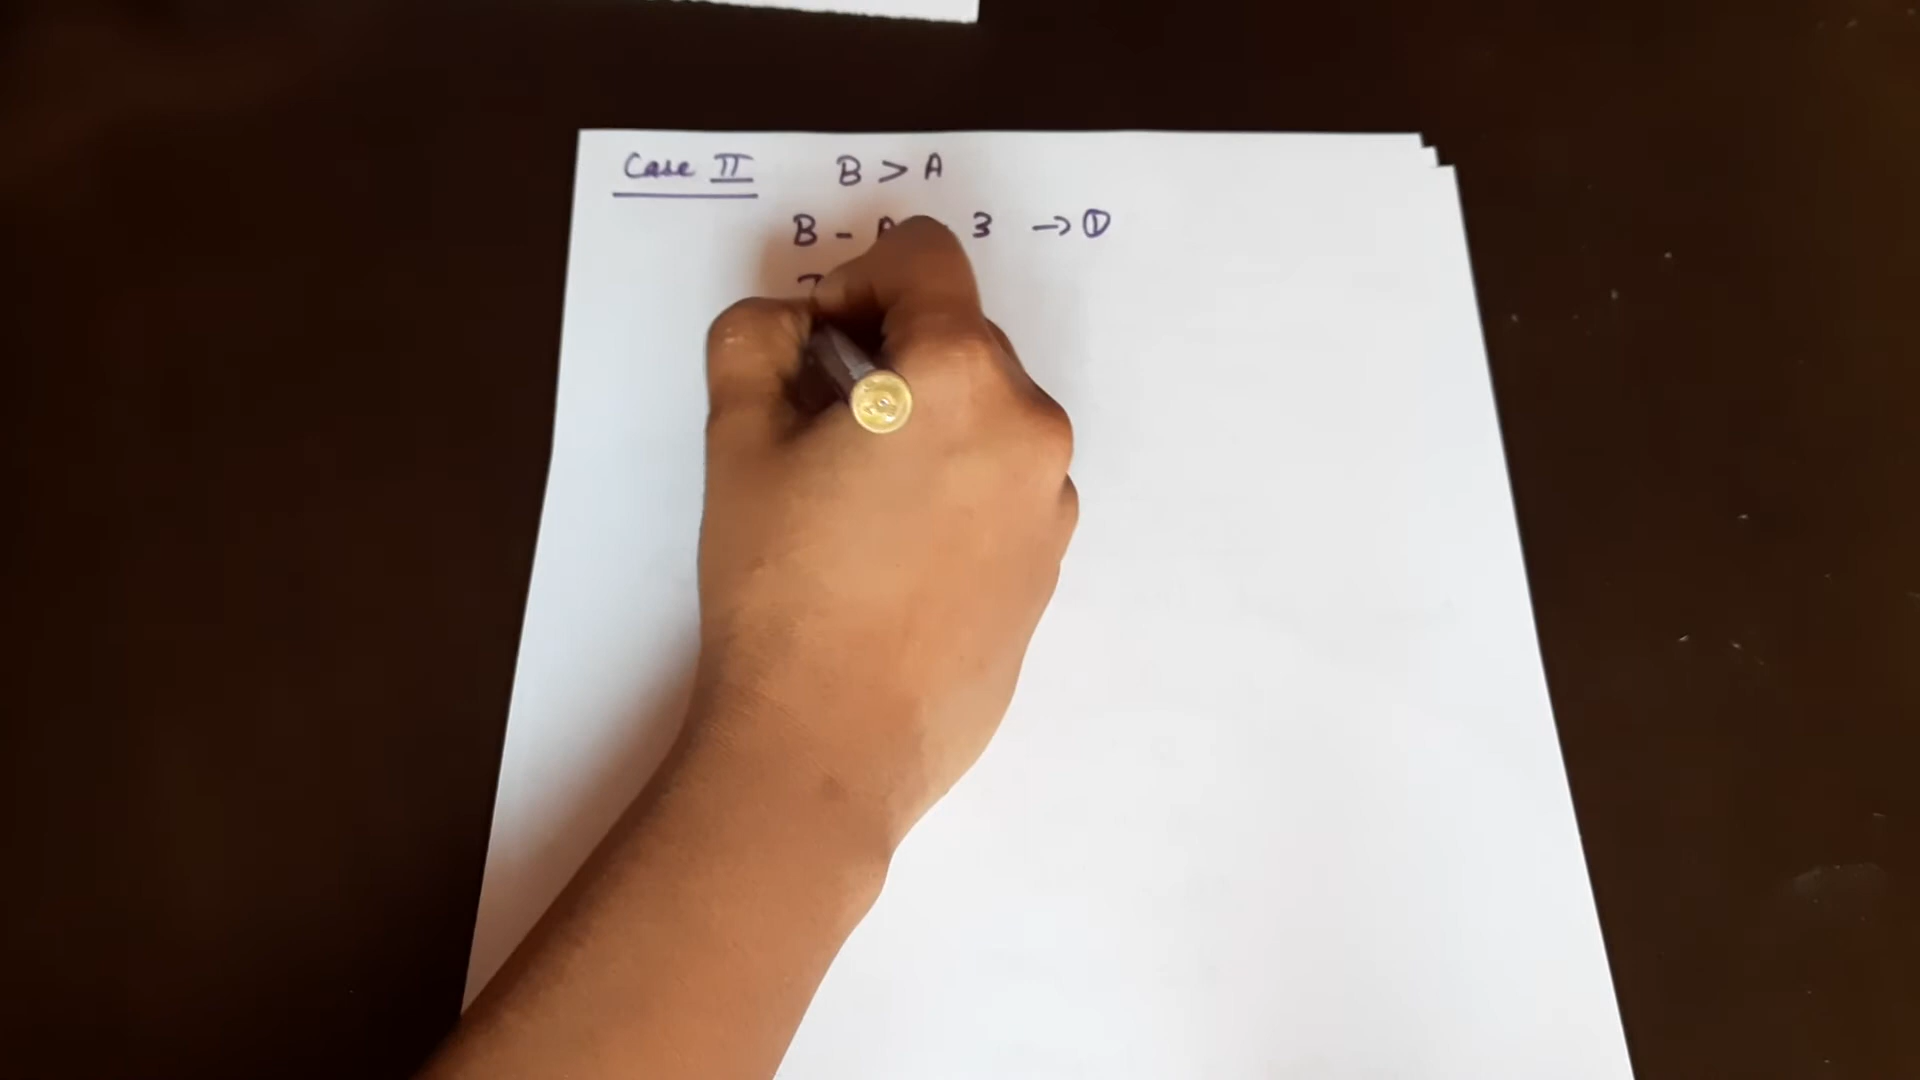 Case II B > A
B - A 3 → ①